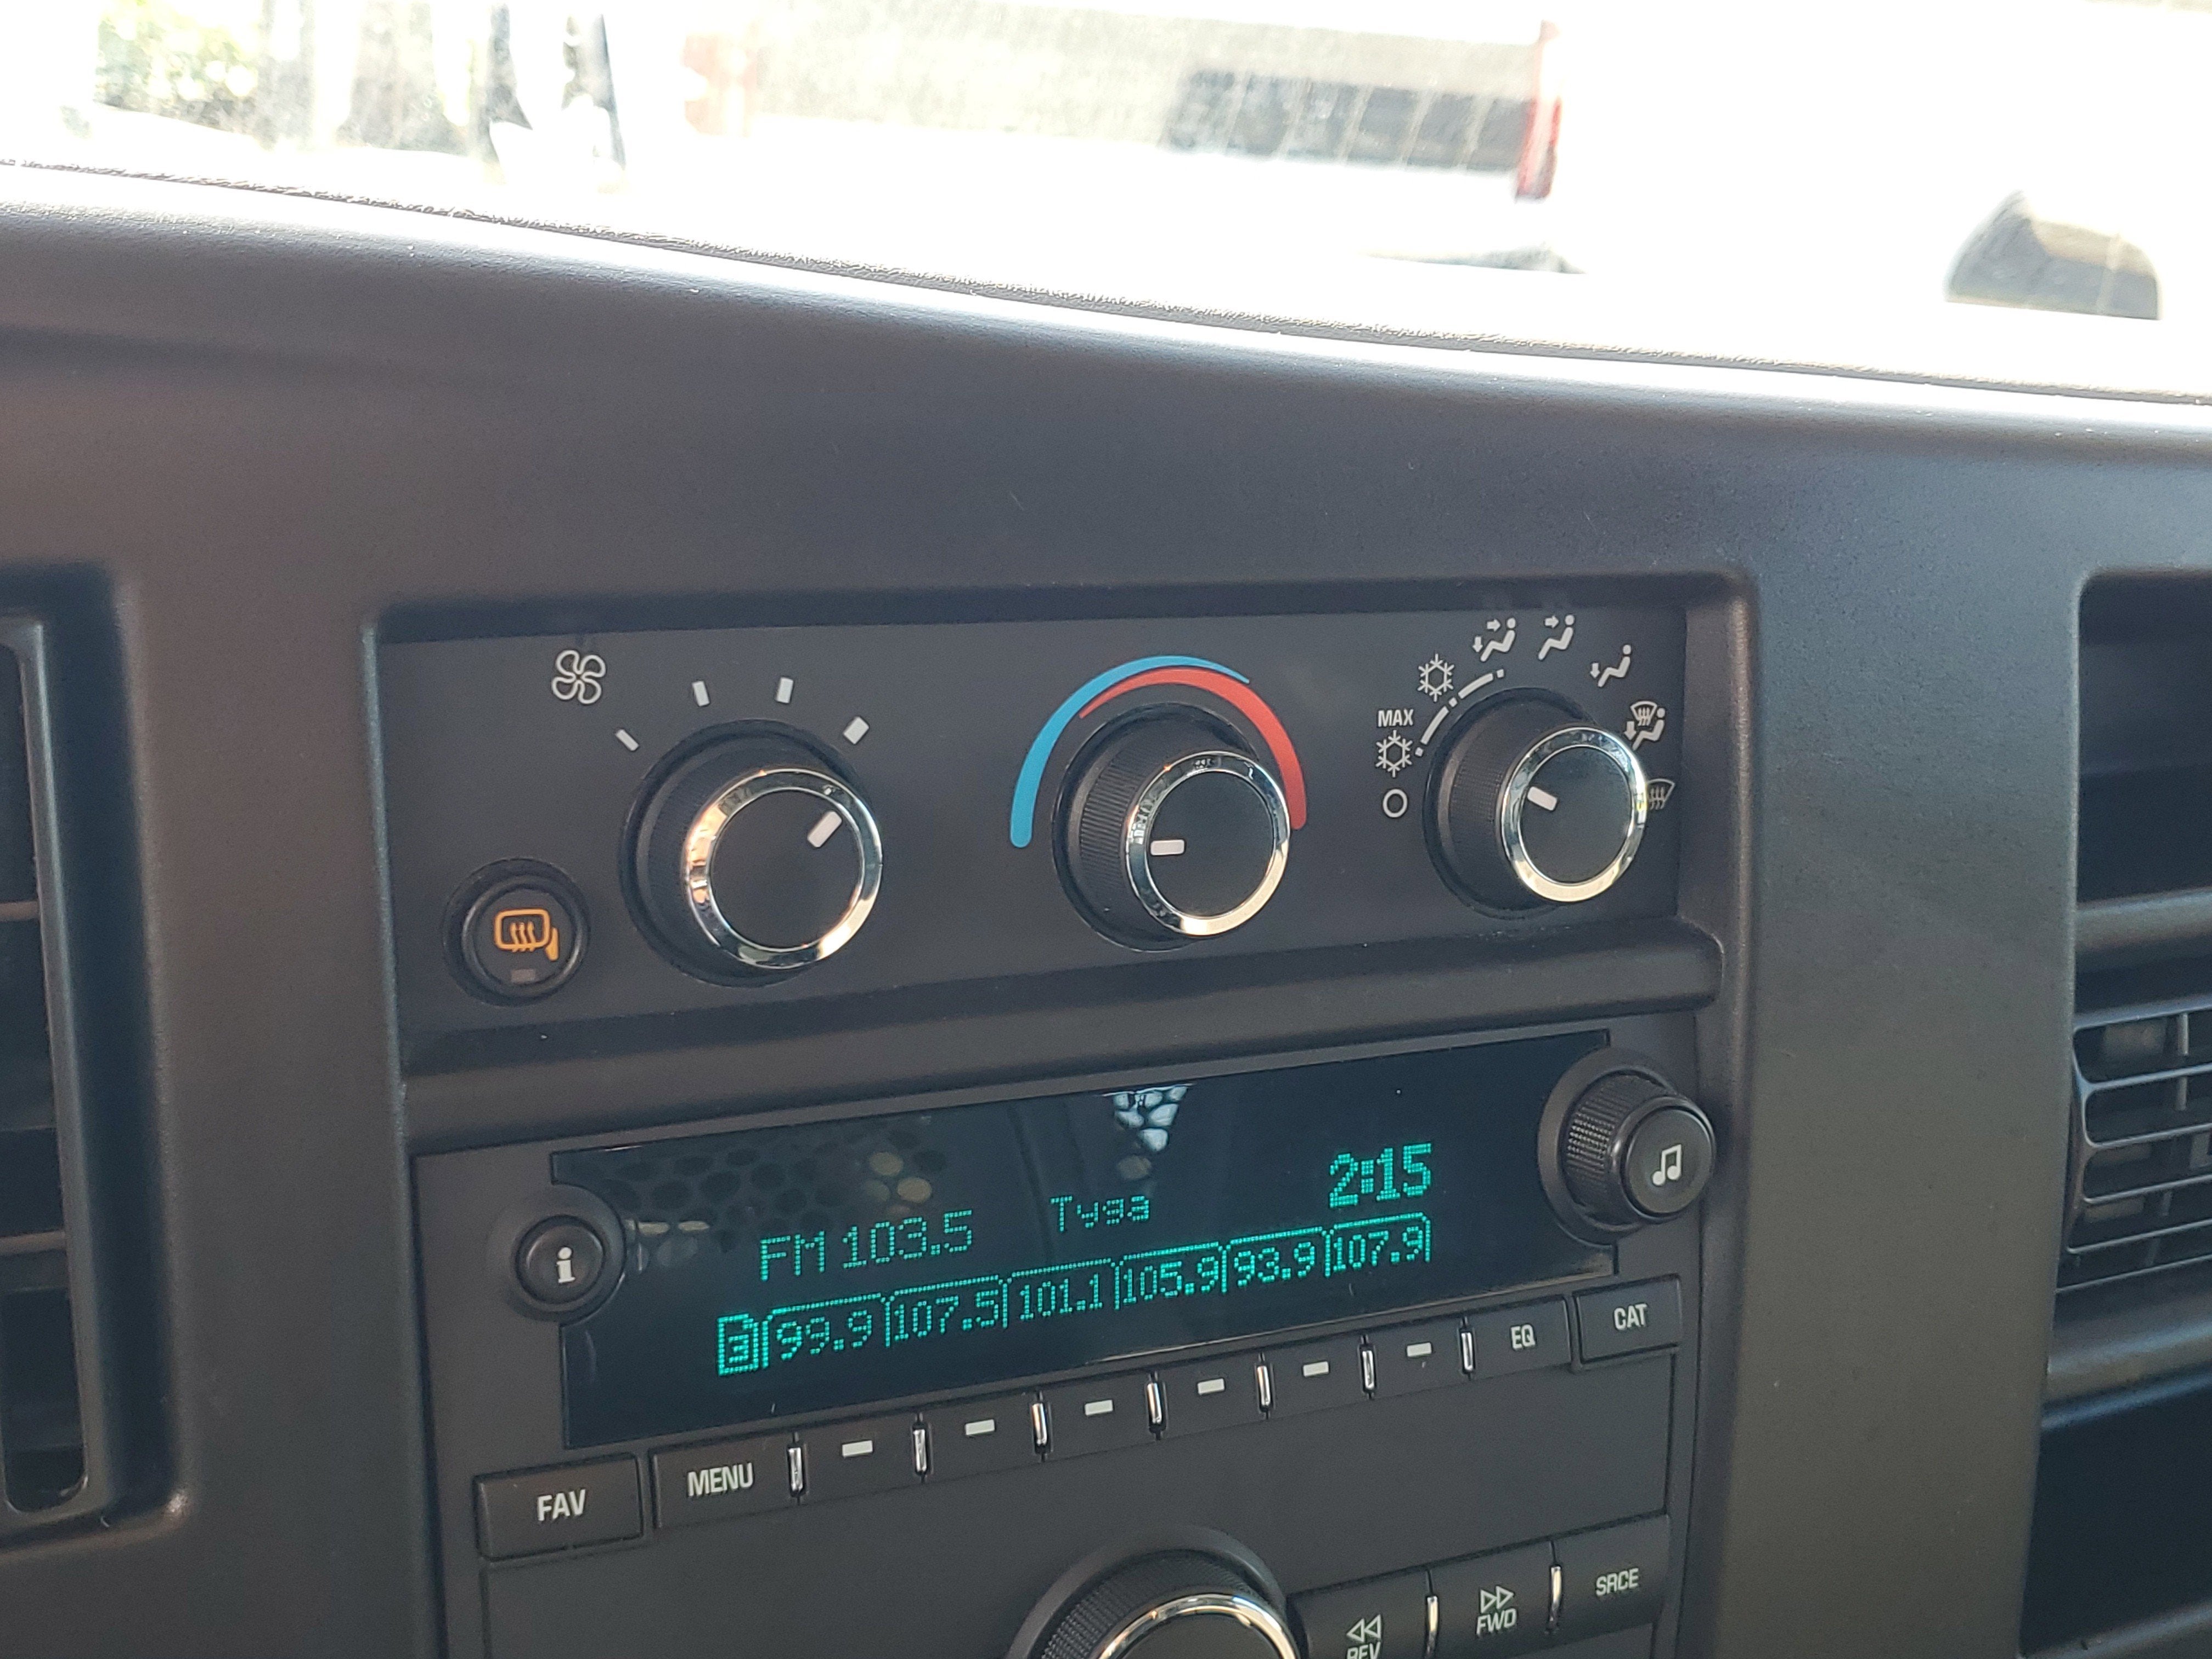 MAX
2:15
FM 103.5 Tyga
3 99.9 107.5 101.1 105.9 93.9 107.9
i
FAV MENU EQ CAT
REV FWD SRCE